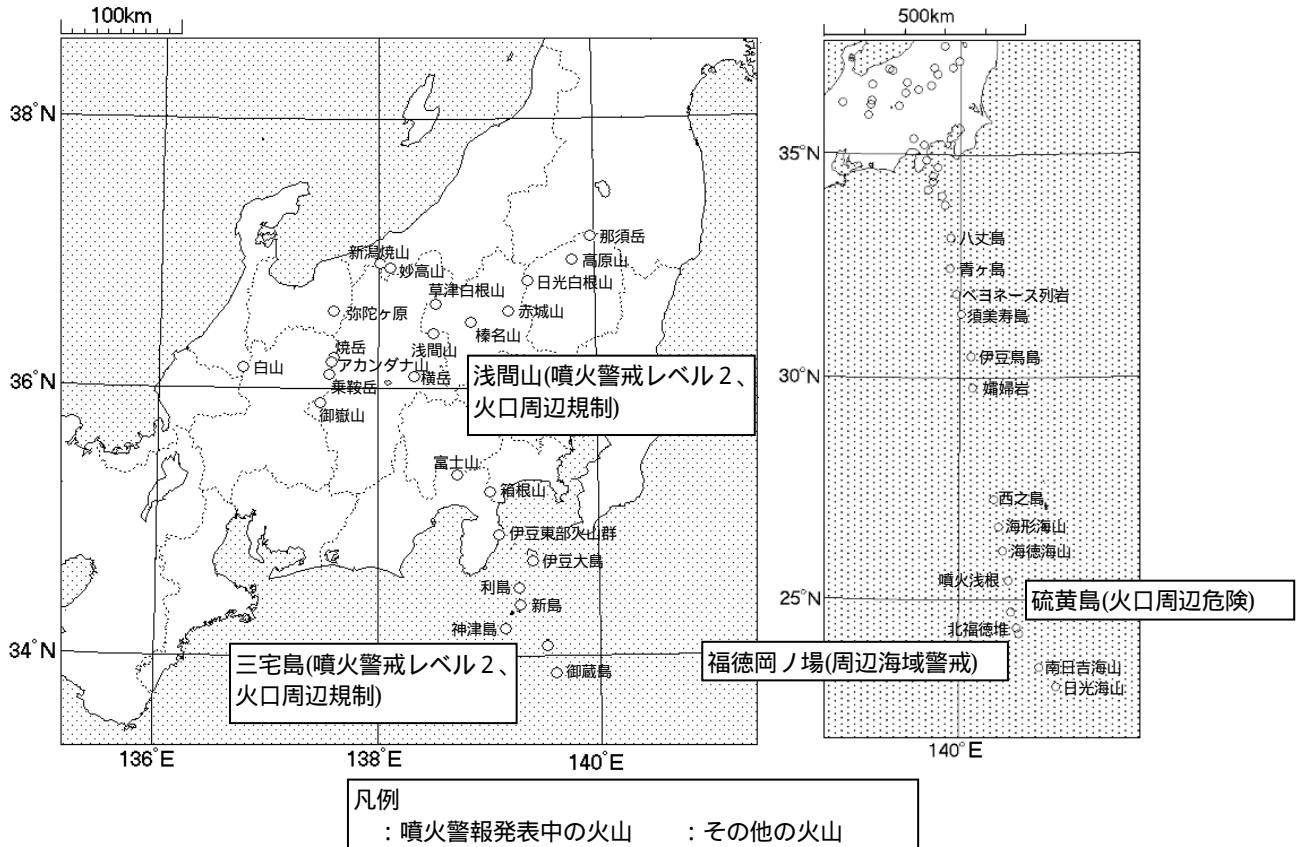 100km
500km
38°N
36°N
34°N
136°E
138°E
140°E
新潟焼山
妙高山
那須岳
高原山
日光白根山
草津白根山
弥陀ヶ原
赤城山
榛名山
浅間山
焼岳
アカンダナ山
白山
横岳
乗鞍岳
御嶽山
浅間山(噴火警戒レベル2、
火口周辺規制)
富士山
箱根山
伊豆東部火山群
伊豆大島
利島
新島
神津島
三宅島(噴火警戒レベル2、
火口周辺規制)
御蔵島
35°N
30°N
25°N
140°E
八丈島
青ヶ島
ベヨネース列岩
須美寿島
伊豆鳥島
孀婦岩
西之島
海形海山
海徳海山
噴火浅根
硫黄島(火口周辺危険)
北福徳堆
福徳岡ノ場(周辺海域警戒)
南日吉海山
日光海山
凡例
:噴火警報発表中の火山 :その他の火山